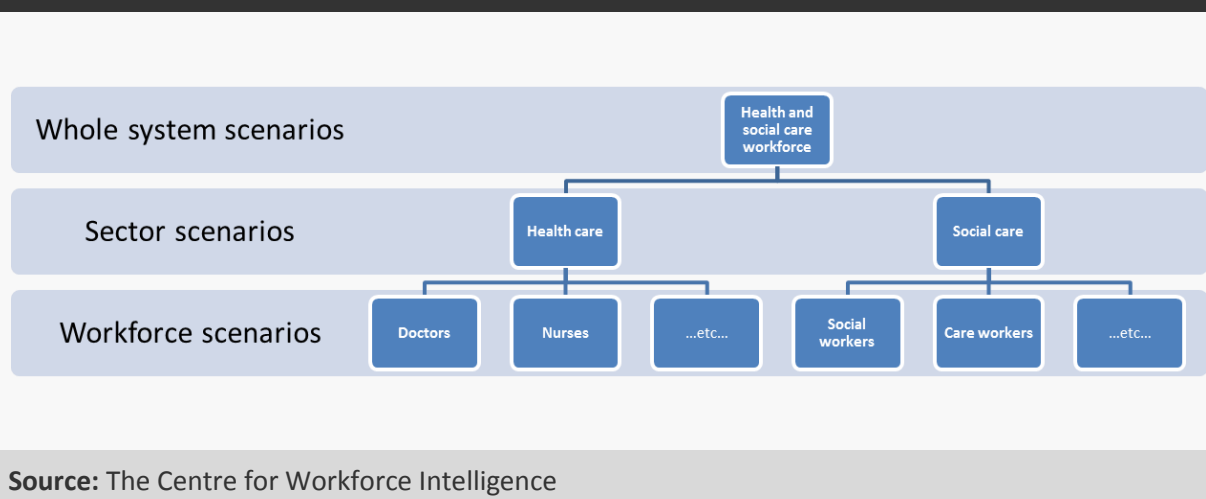 Whole system scenarios
Health and
social care
workforce
Sector scenarios
Health care
Social care
Workforce scenarios
Doctors
Nurses
...etc...
Social
workers
Care workers
...etc...
Source: The Centre for Workforce Intelligence